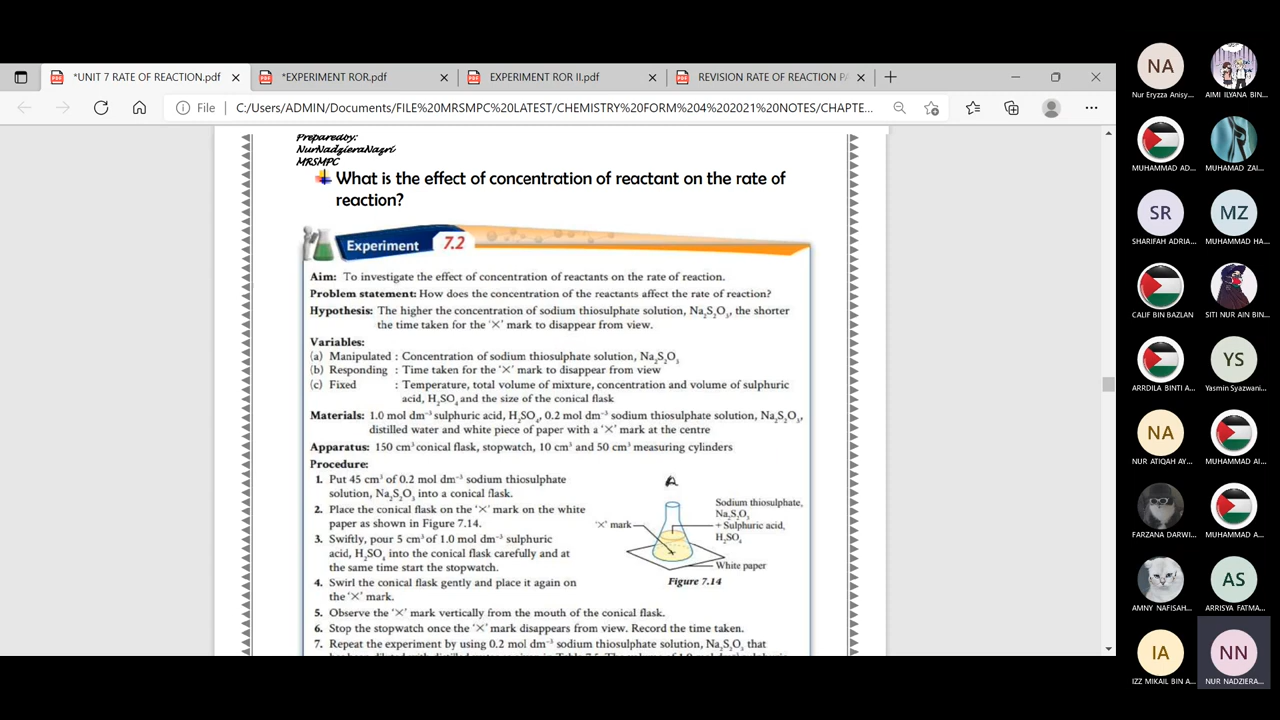 *UNIT 7 RATE OF REACTION.pdf
*EXPERIMENT ROR.pdf
EXPERIMENT ROR II.pdf
REVISION RATE OF REACTION PA
File
C:/Users/ADMIN/Documents/FILE%20MRSMPC%20LATEST/CHEMISTRY%20FORM%204%202021%20NOTES/CHAPTE...
Preparedby:
NurNadzieraNazri
MRSMPC
What is the effect of concentration of reactant on the rate of
reaction?
Experiment 7.2
Aim: To investigate the effect of concentration of reactants on the rate of reaction.
Problem statement: How does the concentration of the reactants affect the rate of reaction?
Hypothesis: The higher the concentration of sodium thiosulphate solution, Na₂S₂O₃, the shorter
the time taken for the ‘X’ mark to disappear from view.
Variables:
(a) Manipulated : Concentration of sodium thiosulphate solution, Na₂S₂O₃
(b) Responding : Time taken for the ‘X’ mark to disappear from view
(c) Fixed : Temperature, total volume of mixture, concentration and volume of sulphuric
acid, H₂SO₄ and the size of the conical flask
Materials: 1.0 mol dm⁻³ sulphuric acid, H₂SO₄, 0.2 mol dm⁻³ sodium thiosulphate solution, Na₂S₂O₃,
distilled water and white piece of paper with a ‘X’ mark at the centre
Apparatus: 150 cm³ conical flask, stopwatch, 10 cm³ and 50 cm³ measuring cylinders
Procedure:
1. Put 45 cm³ of 0.2 mol dm⁻³ sodium thiosulphate
solution, Na₂S₂O₃ into a conical flask.
2. Place the conical flask on the ‘X’ mark on the white
paper as shown in Figure 7.14.
3. Swiftly, pour 5 cm³ of 1.0 mol dm⁻³ sulphuric
acid, H₂SO₄ into the conical flask carefully and at
the same time start the stopwatch.
4. Swirl the conical flask gently and place it again on
the ‘X’ mark.
5. Observe the ‘X’ mark vertically from the mouth of the conical flask.
6. Stop the stopwatch once the ‘X’ mark disappears from view. Record the time taken.
7. Repeat the experiment by using 0.2 mol dm⁻³ sodium thiosulphate solution, Na₂S₂O₃ that
‘X’ mark
Sodium thiosulphate,
Na₂S₂O₃
+ Sulphuric acid,
H₂SO₄
White paper
Figure 7.14
NA
Nur Eryzza Anisy...
AIMI ILYANA BIN...
MUHAMMAD AD...
MUHAMAD ZAI...
SR
SHARIFAH ADRIA...
MZ
MUHAMMAD HA...
CALIF BIN BAZLAN
SITI NUR AIN BIN...
ARRDILA BINTI A...
YS
Yasmin Syazwani...
NA
NUR ATIQAH AY...
MUHAMMAD AI...
FARZANA DARWI...
MUHAMMAD A...
AMNY NAFISAH...
AS
ARRISYA FATMA...
IA
IZZ MIKAIL BIN A...
NN
NUR NADZIERA...